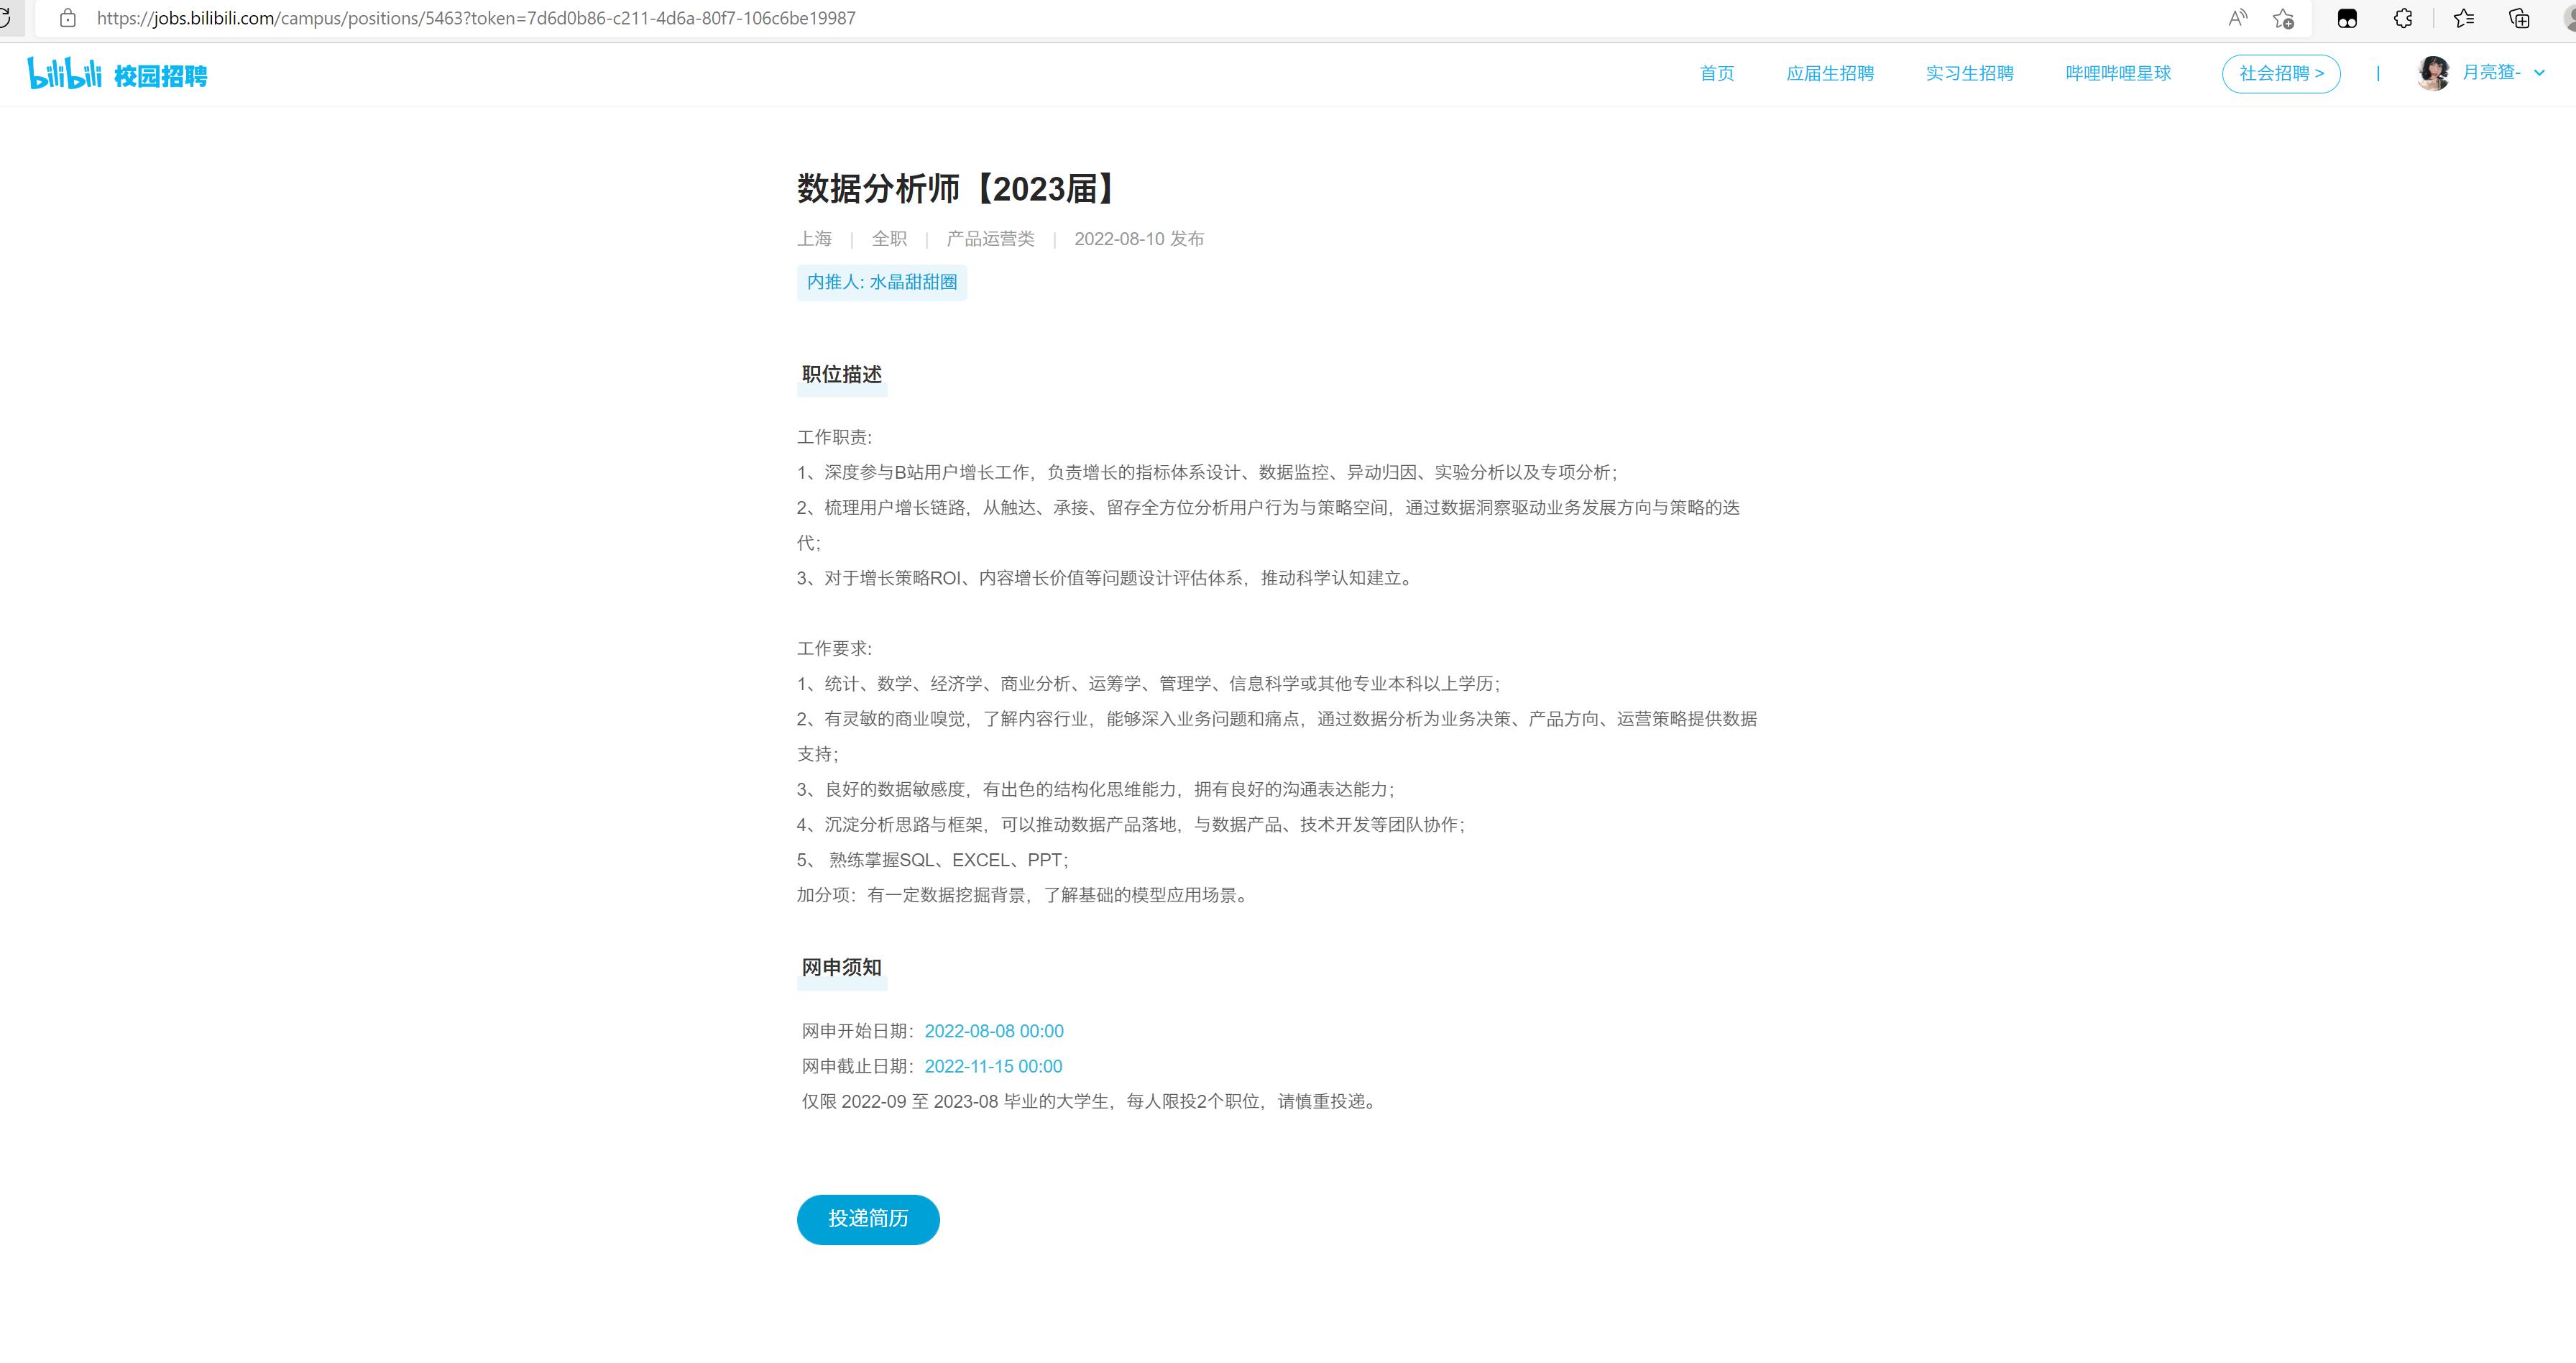 https://jobs.bilibili.com/campus/positions/5463?token=7d6d0b86-c211-4d6a-80f7-106c6be19987
bilibili 校园招聘 首页 应届生招聘 实习生招聘 哔哩哔哩星球 社会招聘 > | 月亮猹-
数据分析师【2023届】
上海 | 全职 | 产品运营类 | 2022-08-10 发布
内推人: 水晶甜甜圈
职位描述
工作职责:
1、深度参与B站用户增长工作，负责增长的指标体系设计、数据监控、异动归因、实验分析以及专项分析；
2、梳理用户增长链路，从触达、承接、留存全方位分析用户行为与策略空间，通过数据洞察驱动业务发展方向与策略的迭
代；
3、对于增长策略ROI、内容增长价值等问题设计评估体系，推动科学认知建立。
工作要求:
1、统计、数学、经济学、商业分析、运筹学、管理学、信息科学或其他专业本科以上学历；
2、有灵敏的商业嗅觉，了解内容行业，能够深入业务问题和痛点，通过数据分析为业务决策、产品方向、运营策略提供数据
支持；
3、良好的数据敏感度，有出色的结构化思维能力，拥有良好的沟通表达能力；
4、沉淀分析思路与框架，可以推动数据产品落地，与数据产品、技术开发等团队协作；
5、 熟练掌握SQL、EXCEL、PPT；
加分项：有一定数据挖掘背景，了解基础的模型应用场景。
网申须知
网申开始日期：2022-08-08 00:00
网申截止日期：2022-11-15 00:00
仅限 2022-09 至 2023-08 毕业的大学生，每人限投2个职位，请慎重投递。
投递简历